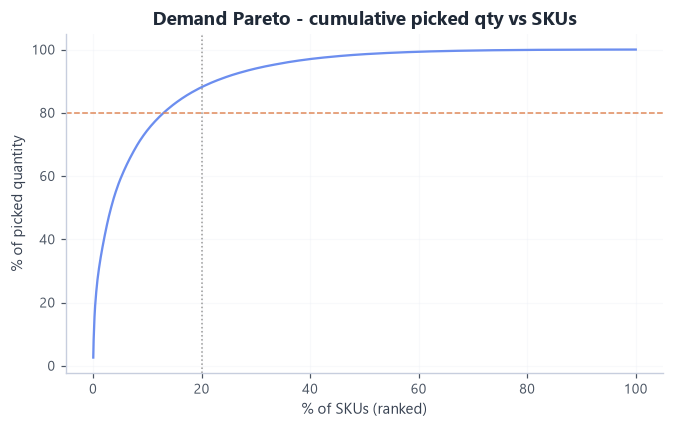 Demand Pareto - cumulative picked qty vs SKUs
100
80
60
40
20
0
% of picked quantity
0 20 40 60 80 100
% of SKUs (ranked)